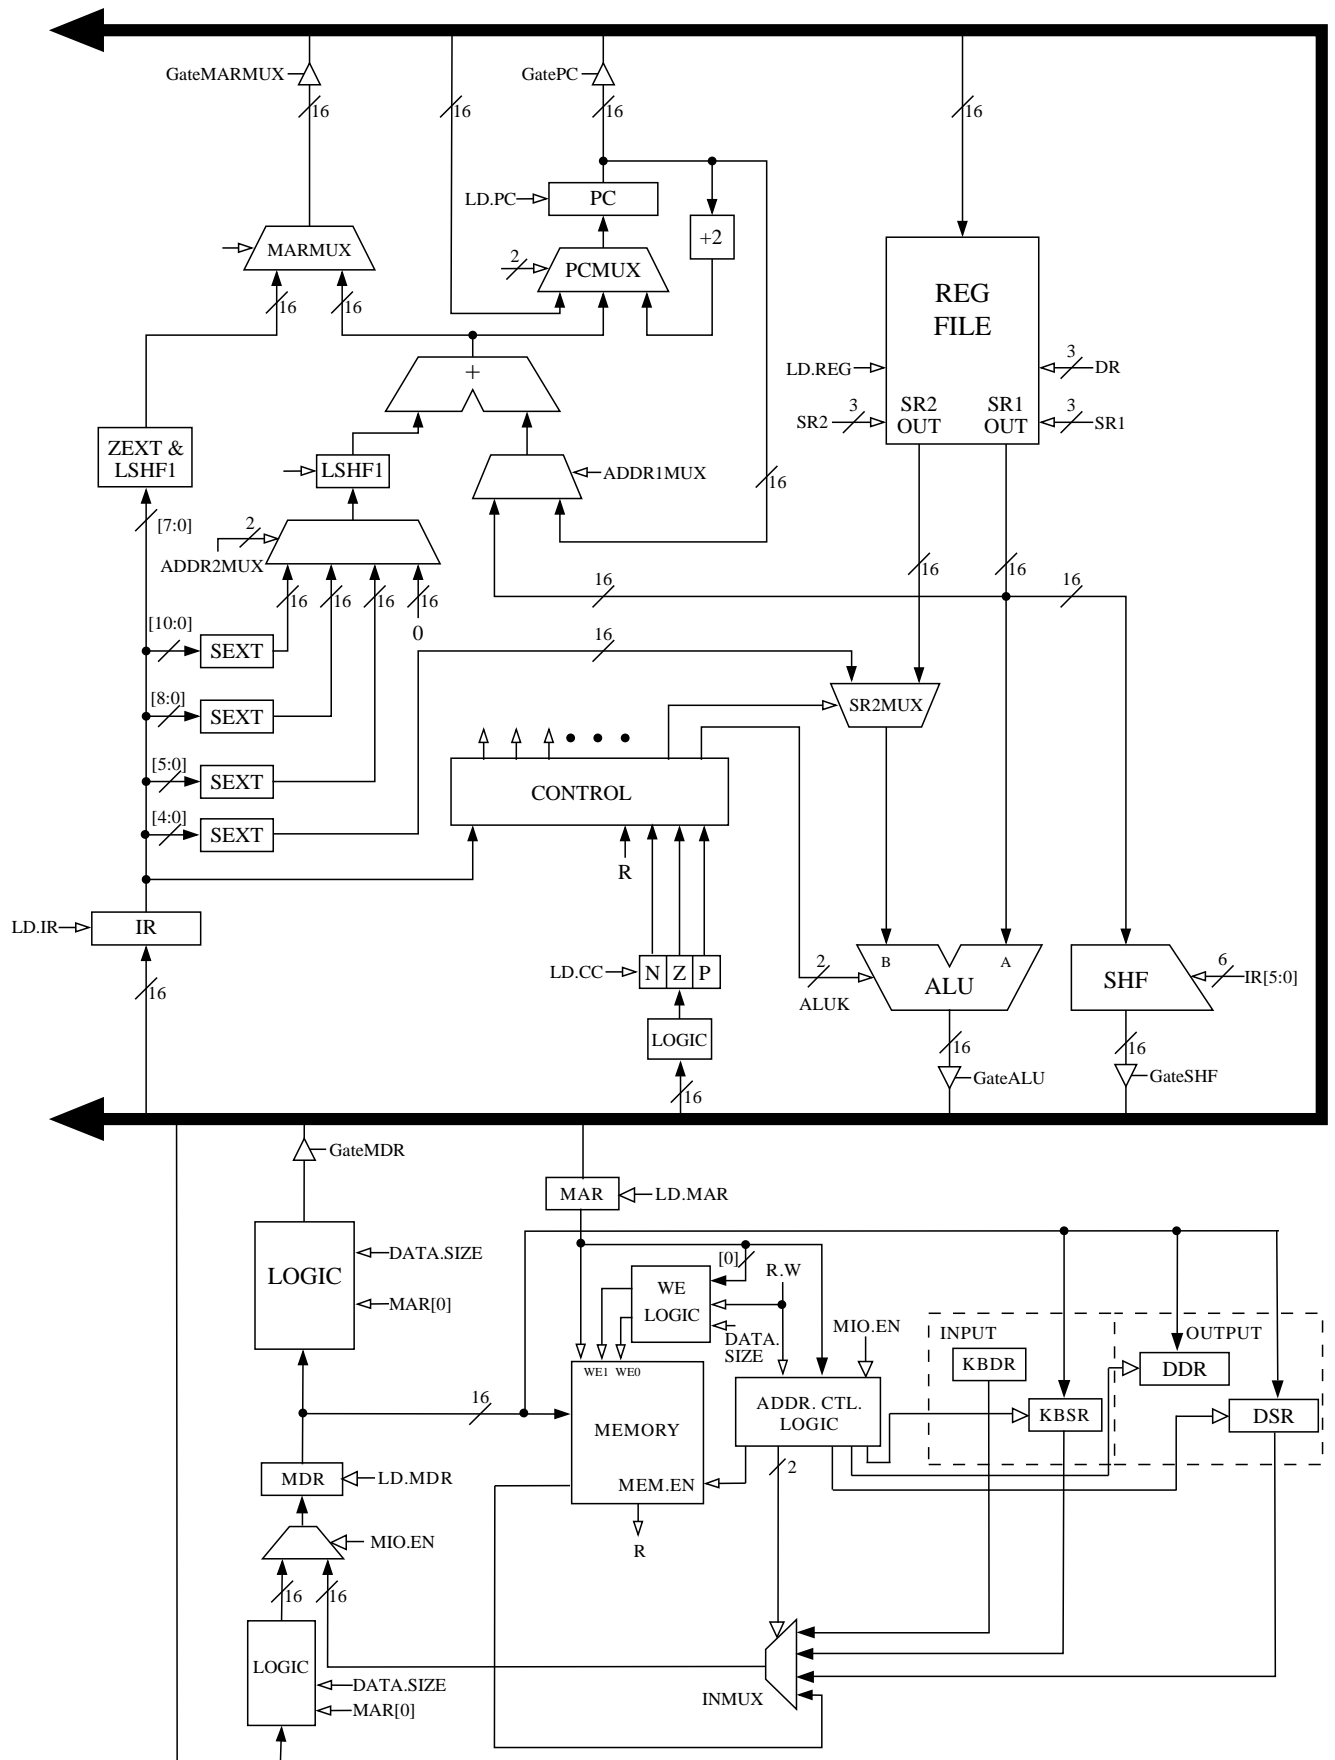 GateMARMUX
GatePC
16
16
16
16
LD.PC
PC
+2
MARMUX
2
PCMUX
16
16
REG
FILE
LD.REG
3
DR
+
SR2
3
SR2
OUT
SR1
OUT
3
SR1
ZEXT &
LSHF1
LSHF1
ADDR1MUX
16
[7:0]
2
ADDR2MUX
16
16
16
16
0
16
16
16
16
[10:0]
SEXT
16
[8:0]
SEXT
SR2MUX
[5:0]
SEXT
CONTROL
[4:0]
SEXT
R
LD.IR
IR
16
LD.CC
N Z P
2
ALUK
B
A
ALU
SHF
6
IR[5:0]
LOGIC
16
16
16
GateALU
GateSHF
GateMDR
MAR
LD.MAR
LOGIC
DATA.SIZE
MAR[0]
[0]
R.W
WE
LOGIC
DATA.
SIZE
MIO.EN
INPUT
OUTPUT
KBDR
DDR
WE1 WE0
16
MEMORY
ADDR. CTL.
LOGIC
KBSR
DSR
MDR
LD.MDR
MEM.EN
2
R
MIO.EN
16
16
LOGIC
DATA.SIZE
MAR[0]
INMUX